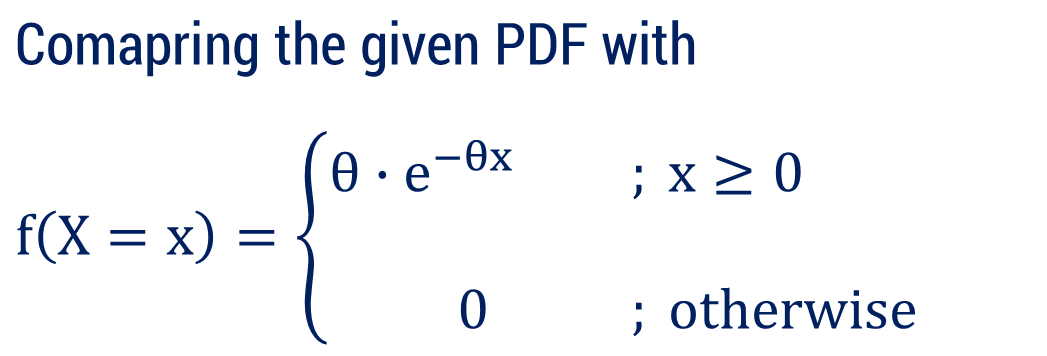 Comapring the given PDF with
θ · e^{−θx} ; x ≥ 0
f(X = x) = {
0 ; otherwise